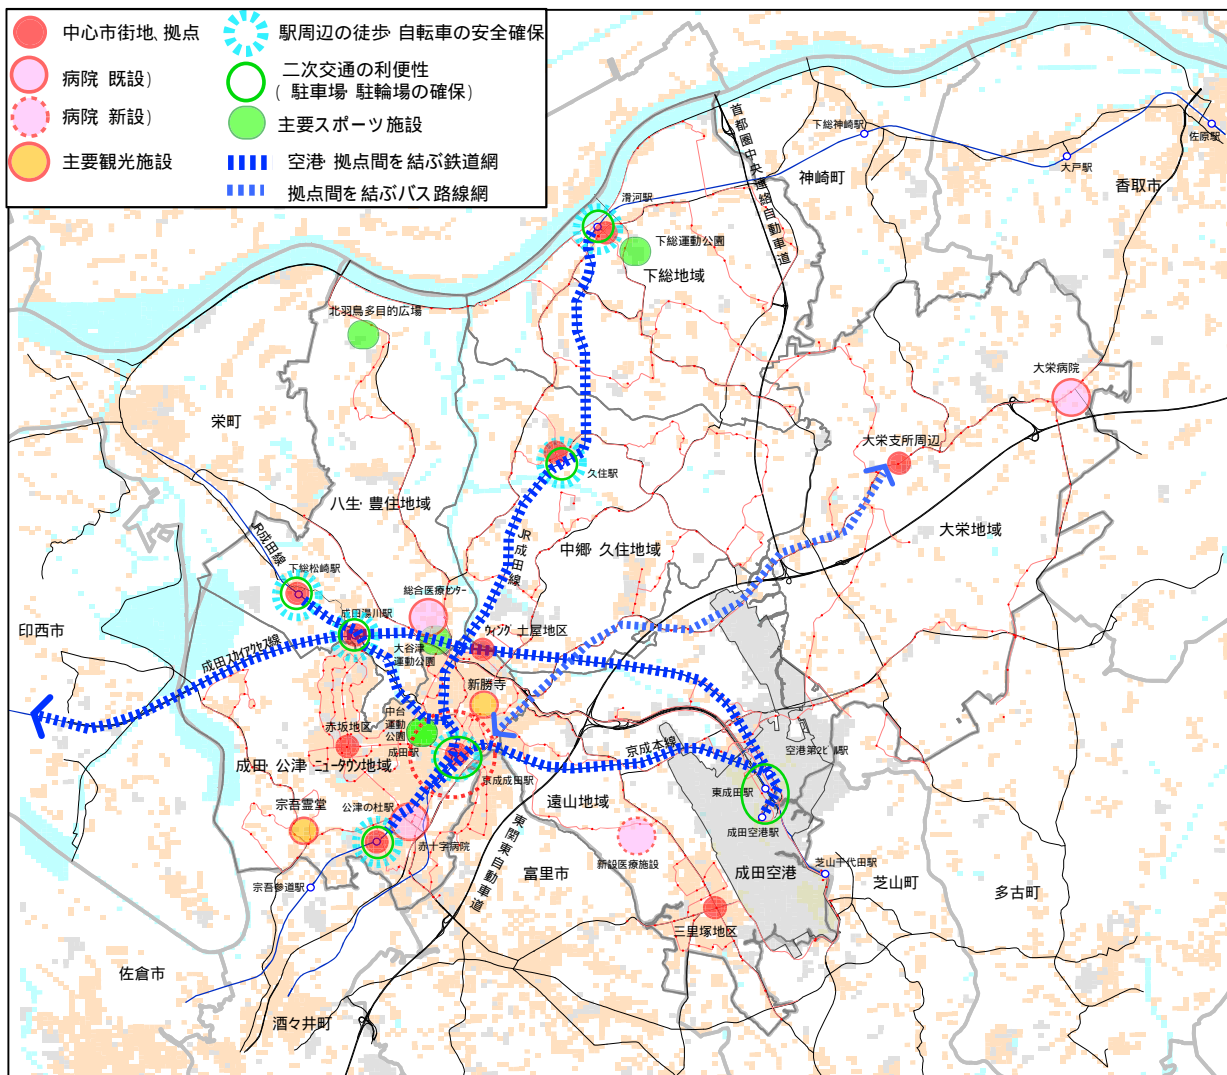 中心市街地、拠点
病院 既設)
病院 新設)
主要観光施設
駅周辺の徒歩 自転車の安全確保
二次交通の利便性
( 駐車場・駐輪場の確保)
主要スポーツ施設
空港・拠点間を結ぶ鉄道網
拠点間を結ぶバス路線網
首都圏中央連絡自動車道
下総神崎駅
佐原駅
大戸駅
神崎町
香取市
滑河駅
下総運動公園
下総地域
北羽鳥多目的広場
大栄病院
栄町
大栄支所周辺
久住駅
八生・豊住地域
JR成田線
R成田線
中郷 久住地域
大栄地域
下総松崎駅
総合医療センター
成田湯川駅
印西市
ウィング 土屋地区
大谷津
運動公園
成田スカイアクセス線
新勝寺
中台
運動
公園
赤坂地区
成田駅
京成本線
空港第2ビル駅
成田・公津・ニュータウン地域
京成成田駅
東成田駅
遠山地域
宗吾霊堂
公津の杜駅
成田空港駅
赤十字病院
東関東自動車道
新設医療施設
芝山千代田駅
富里市
成田空港
芝山町
宗吾参道駅
多古町
三里塚地区
佐倉市
酒々井町